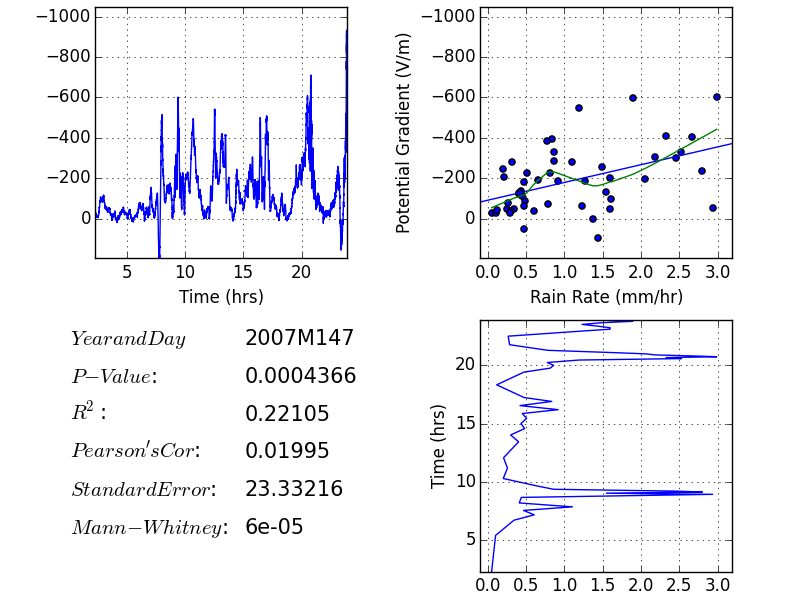 −1000
−800
−600
−400
−200
0
5 10 15 20
Time (hrs)
Potential Gradient (V/m)
−1000
−800
−600
−400
−200
0
0.0 0.5 1.0 1.5 2.0 2.5 3.0
Rain Rate (mm/hr)
YearandDay 2007M147
P−Value: 0.0004366
R²: 0.22105
Pearson'sCor: 0.01995
StandardError: 23.33216
Mann−Whitney: 6e-05
Time (hrs)
20
15
10
5
0.0 0.5 1.0 1.5 2.0 2.5 3.0